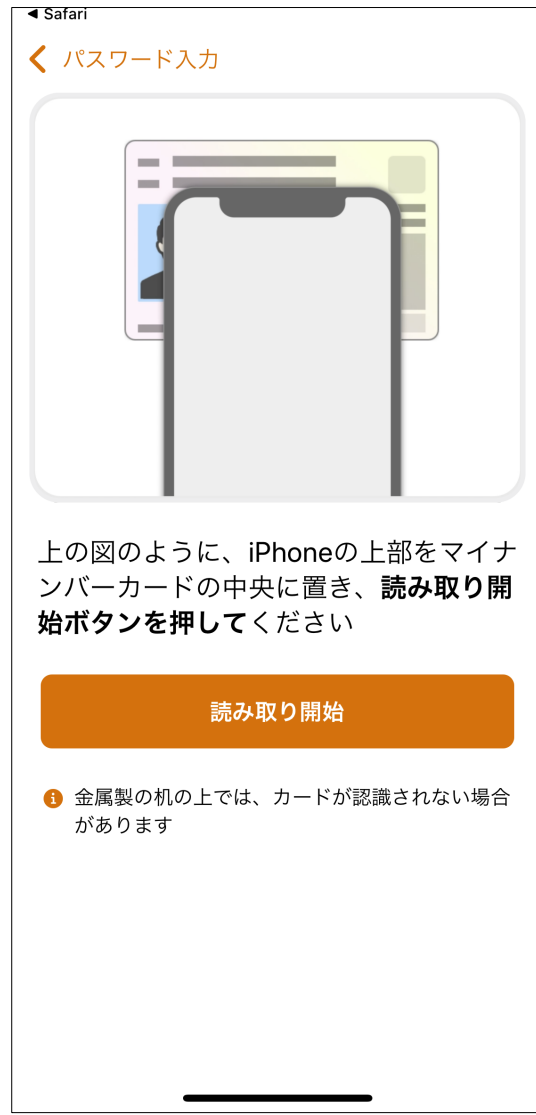 ◀ Safari
パスワード入力
上の図のように、iPhoneの上部をマイナ
ンバーカードの中央に置き、読み取り開
始ボタンを押してください
読み取り開始
金属製の机の上では、カードが認識されない場合
があります